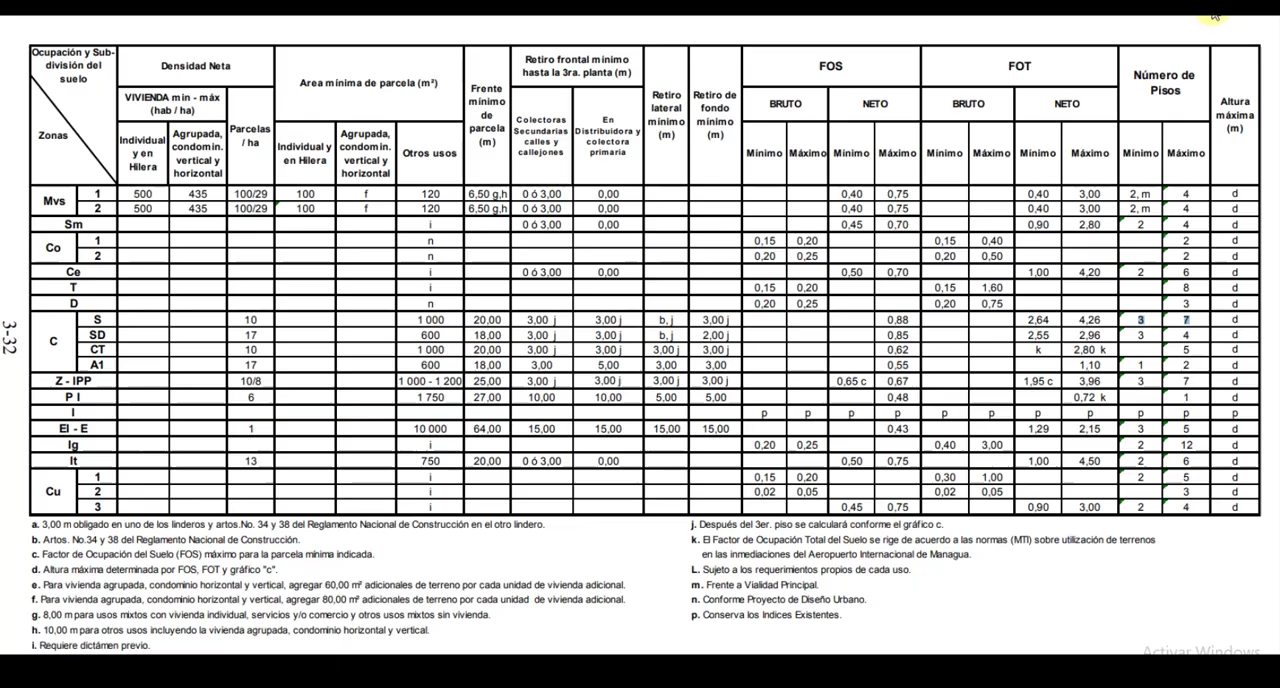 Ocupación y Sub-división del suelo
Zonas
Densidad Neta
VIVIENDA min - máx (hab / ha)
Individual y en Hilera
Agrupada, condomin. vertical y horizontal
Parcelas / ha
Area mínima de parcela (m²)
Individual y en Hilera
Agrupada, condomin. vertical y horizontal
Otros usos
Frente mínimo de parcela (m)
Retiro frontal mínimo hasta la 3ra. planta (m)
Colectoras Secundarias calles y callejones
En Distribuidora y colectora primaria
Retiro lateral mínimo (m)
Retiro de fondo mínimo (m)
FOS
BRUTO NETO
Mínimo Máximo Mínimo Máximo
FOT
BRUTO NETO
Mínimo Máximo Mínimo Máximo
Número de Pisos
Mínimo Máximo
Altura máxima (m)
Mvs 1 500 435 100/29 100 f 120 6,50 g,h 0 ó 3,00 0,00 0,40 0,75 0,40 3,00 2, m 4 d
2 500 435 100/29 100 f 120 6,50 g,h 0 ó 3,00 0,00 0,40 0,75 0,40 3,00 2, m 4 d
Sm i 0 ó 3,00 0,00 0,45 0,70 0,90 2,80 2 4 d
Co 1 n 0,15 0,20 0,15 0,40 2 d
2 n 0,20 0,25 0,20 0,50 2 d
Ce i 0 ó 3,00 0,00 0,50 0,70 1,00 4,20 2 6 d
T i 0,15 0,20 0,15 1,60 8 d
D n 0,20 0,25 0,20 0,75 3 d
C S 10 1 000 20,00 3,00 j 3,00 j b, j 3,00 j 0,88 2,64 4,26 3 7 d
SD 17 600 18,00 3,00 j 3,00 j b, j 2,00 j 0,85 2,55 2,96 3 4 d
CT 10 1 000 20,00 3,00 j 3,00 j 3,00 j 3,00 j 0,62 k 2,80 k 5 d
A1 17 600 18,00 3,00 5,00 3,00 3,00 0,55 1,10 1 2 d
Z - IPP 10/8 1 000 - 1 200 25,00 3,00 j 3,00 j 3,00 j 3,00 j 0,65 c 0,67 1,95 c 3,96 3 7 d
P I 6 1 750 27,00 10,00 10,00 5,00 5,00 0,48 0,72 k 1 d
I p p p p p p p p p p p
EI - E 1 10 000 64,00 15,00 15,00 15,00 15,00 0,43 1,29 2,15 3 5 d
Ig i 0,20 0,25 0,40 3,00 2 12 d
It 13 750 20,00 0 ó 3,00 0,00 0,50 0,75 1,00 4,50 2 6 d
Cu 1 i 0,15 0,20 0,30 1,00 2 5 d
2 i 0,02 0,05 0,02 0,05 3 d
3 i 0,45 0,75 0,90 3,00 2 4 d
3-32
a. 3,00 m obligado en uno de los linderos y artos.No. 34 y 38 del Reglamento Nacional de Construcción en el otro lindero.
b. Artos. No.34 y 38 del Reglamento Nacional de Construcción.
c. Factor de Ocupación del Suelo (FOS) máximo para la parcela mínima indicada.
d. Altura máxima determinada por FOS, FOT y gráfico "c".
e. Para vivienda agrupada, condominio horizontal y vertical, agregar 60,00 m² adicionales de terreno por cada unidad de vivienda adicional.
f. Para vivienda agrupada, condominio horizontal y vertical, agregar 80,00 m² adicionales de terreno por cada unidad de vivienda adicional.
g. 8,00 m para usos mixtos con vivienda individual, servicios y/o comercio y otros usos mixtos sin vivienda.
h. 10,00 m para otros usos incluyendo la vivienda agrupada, condominio horizontal y vertical.
i. Requiere dictámen previo.
j. Después del 3er. piso se calculará conforme el gráfico c.
k. El Factor de Ocupación Total del Suelo se rige de acuerdo a las normas (MTI) sobre utilización de terrenos
en las inmediaciones del Aeropuerto Internacional de Managua.
L. Sujeto a los requerimientos propios de cada uso.
m. Frente a Vialidad Principal.
n. Conforme Proyecto de Diseño Urbano.
p. Conserva los Indices Existentes.
Activar Windows